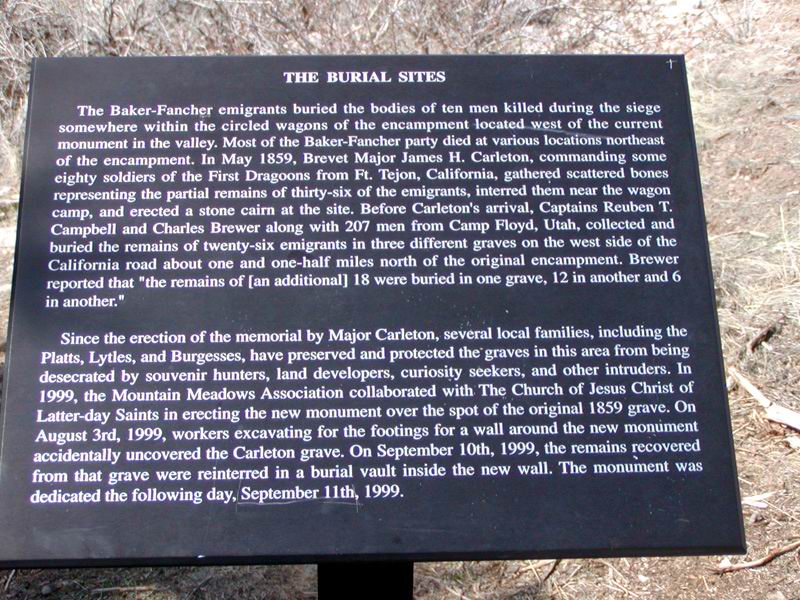 THE BURIAL SITES
The Baker-Fancher emigrants buried the bodies of ten men killed during the siege
somewhere within the circled wagons of the encampment located west of the current
monument in the valley. Most of the Baker-Fancher party died at various locations northeast
of the encampment. In May 1859, Brevet Major James H. Carleton, commanding some
eighty soldiers of the First Dragoons from Ft. Tejon, California, gathered scattered bones
representing the partial remains of thirty-six of the emigrants, interred them near the wagon
camp, and erected a stone cairn at the site. Before Carleton's arrival, Captains Reuben T.
Campbell and Charles Brewer along with 207 men from Camp Floyd, Utah, collected and
buried the remains of twenty-six emigrants in three different graves on the west side of the
California road about one and one-half miles north of the original encampment. Brewer
reported that "the remains of [an additional] 18 were buried in one grave, 12 in another and 6
in another."
Since the erection of the memorial by Major Carleton, several local families, including the
Platts, Lytles, and Burgesses, have preserved and protected the graves in this area from being
desecrated by souvenir hunters, land developers, curiosity seekers, and other intruders. In
1999, the Mountain Meadows Association collaborated with The Church of Jesus Christ of
Latter-day Saints in erecting the new monument over the spot of the original 1859 grave. On
August 3rd, 1999, workers excavating for the footings for a wall around the new monument
accidentally uncovered the Carleton grave. On September 10th, 1999, the remains recovered
from that grave were reinterred in a burial vault inside the new wall. The monument was
dedicated the following day, September 11th, 1999.